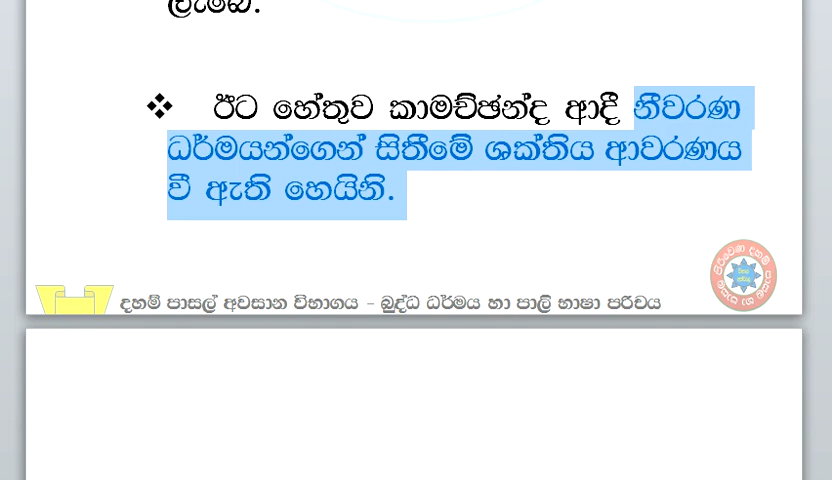 ලැබේ.
❖ ඊට හේතුව කාමච්ඡන්ද ආදී නීවරණ
ධර්මයන්ගෙන් සිතීමේ ශක්තිය ආවරණය
වී ඇති හෙයිනි.
දහම් පාසල් අවසාන විභාගය - බුද්ධ ධර්මය හා පාලි භාෂා පරිචය